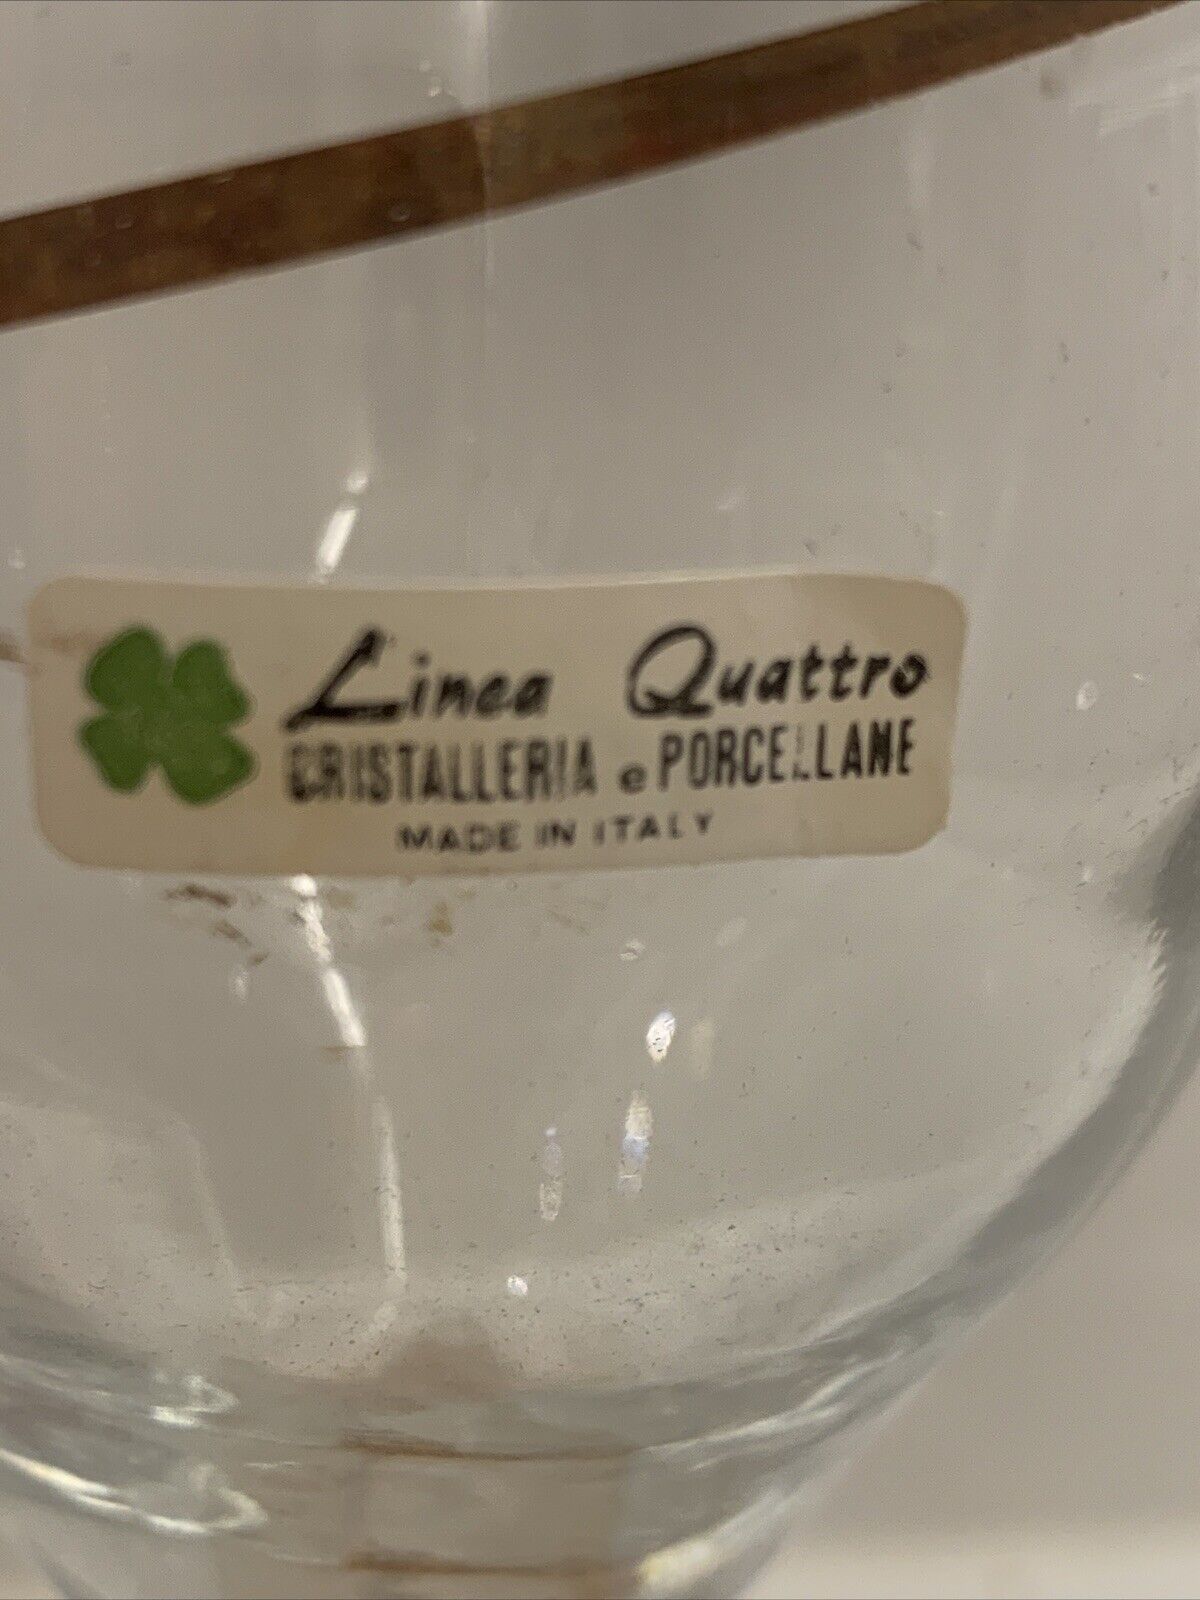 Linea Quattro
CRISTALLERIA e PORCELLANE
MADE IN ITALY